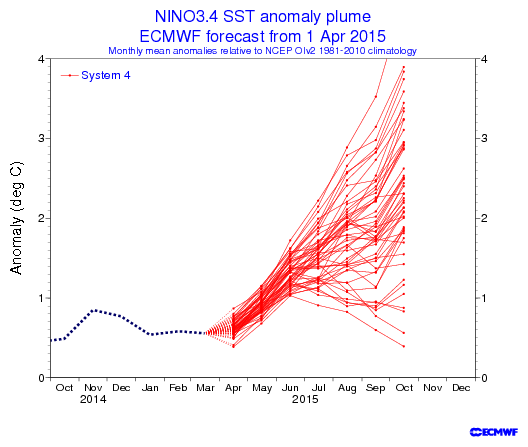 NINO3.4 SST anomaly plume
ECMWF forecast from 1 Apr 2015
Monthly mean anomalies relative to NCEP OIv2 1981-2010 climatology
System 4
Anomaly (deg C)
4 4
3 3
2 2
1 1
0 0
Oct Nov Dec Jan Feb Mar Apr May Jun Jul Aug Sep Oct Nov Dec
2014 2015
ECMWF